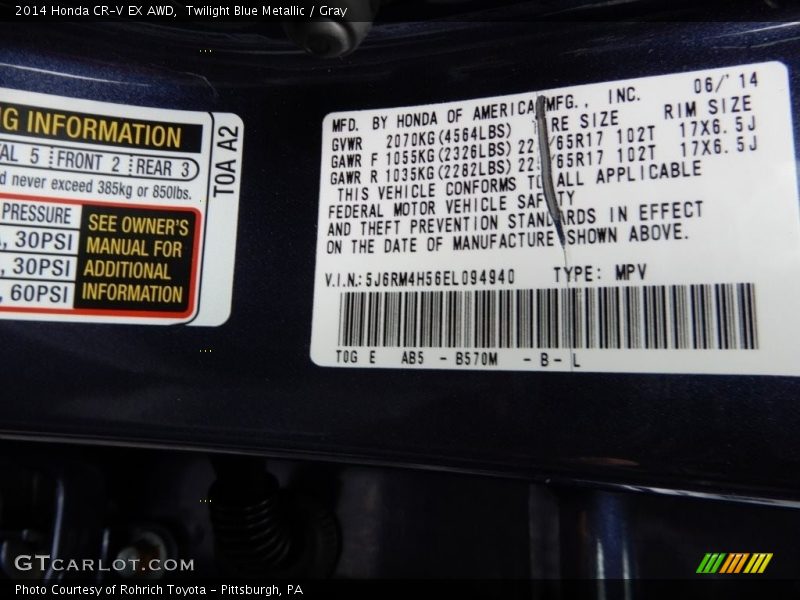 2014 Honda CR-V EX AWD, Twilight Blue Metallic / Gray
INFORMATION
5 FRONT 2 REAR 3
never exceed 385kg or 850lbs.
PRESSURE
30PSI
30PSI
60PSI
SEE OWNER'S
MANUAL FOR
ADDITIONAL
INFORMATION
T0A A2
06/'14
MFD. BY HONDA OF AMERICA MFG., INC.
GVWR 2070KG(4564LBS) SIZE RIM SIZE
GAWR F 1055KG(2326LBS) /65R17 102T 17X6.5J
GAWR R 1035KG(2282LBS) /65R17 102T 17X6.5J
THIS VEHICLE CONFORMS TO ALL APPLICABLE
FEDERAL MOTOR VEHICLE SAFETY
AND THEFT PREVENTION STANDARDS IN EFFECT
ON THE DATE OF MANUFACTURE SHOWN ABOVE.
V.I.N.:5J6RM4H56EL094940 TYPE: MPV
T0G E AB5 - B570M - B - L
GTCARLOT.COM
Photo Courtesy of Rohrich Toyota - Pittsburgh, PA